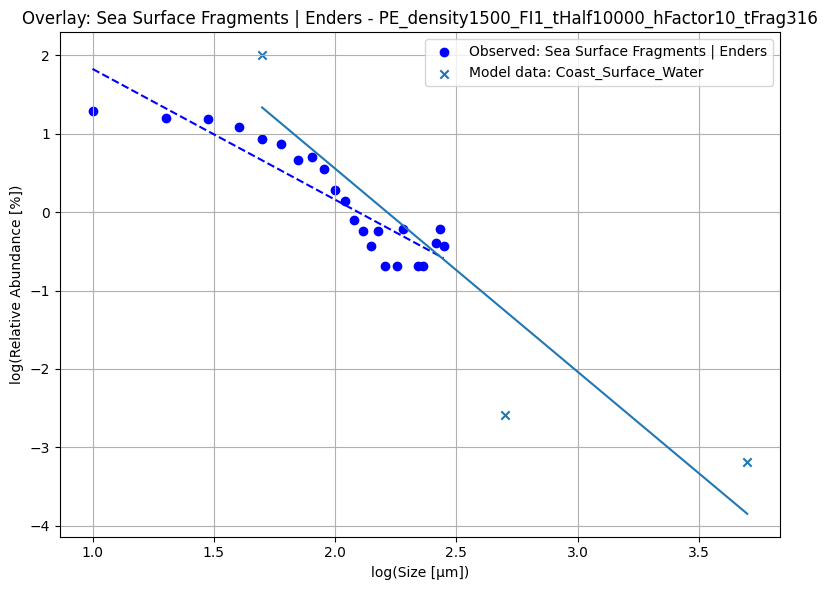 Overlay: Sea Surface Fragments | Enders - PE_density1500_FI1_tHalf10000_hFactor10_tFrag316
Observed: Sea Surface Fragments | Enders
Model data: Coast_Surface_Water
log(Relative Abundance [%])
2
1
0
−1
−2
−3
−4
1.0
1.5
2.0
2.5
3.0
3.5
log(Size [µm])